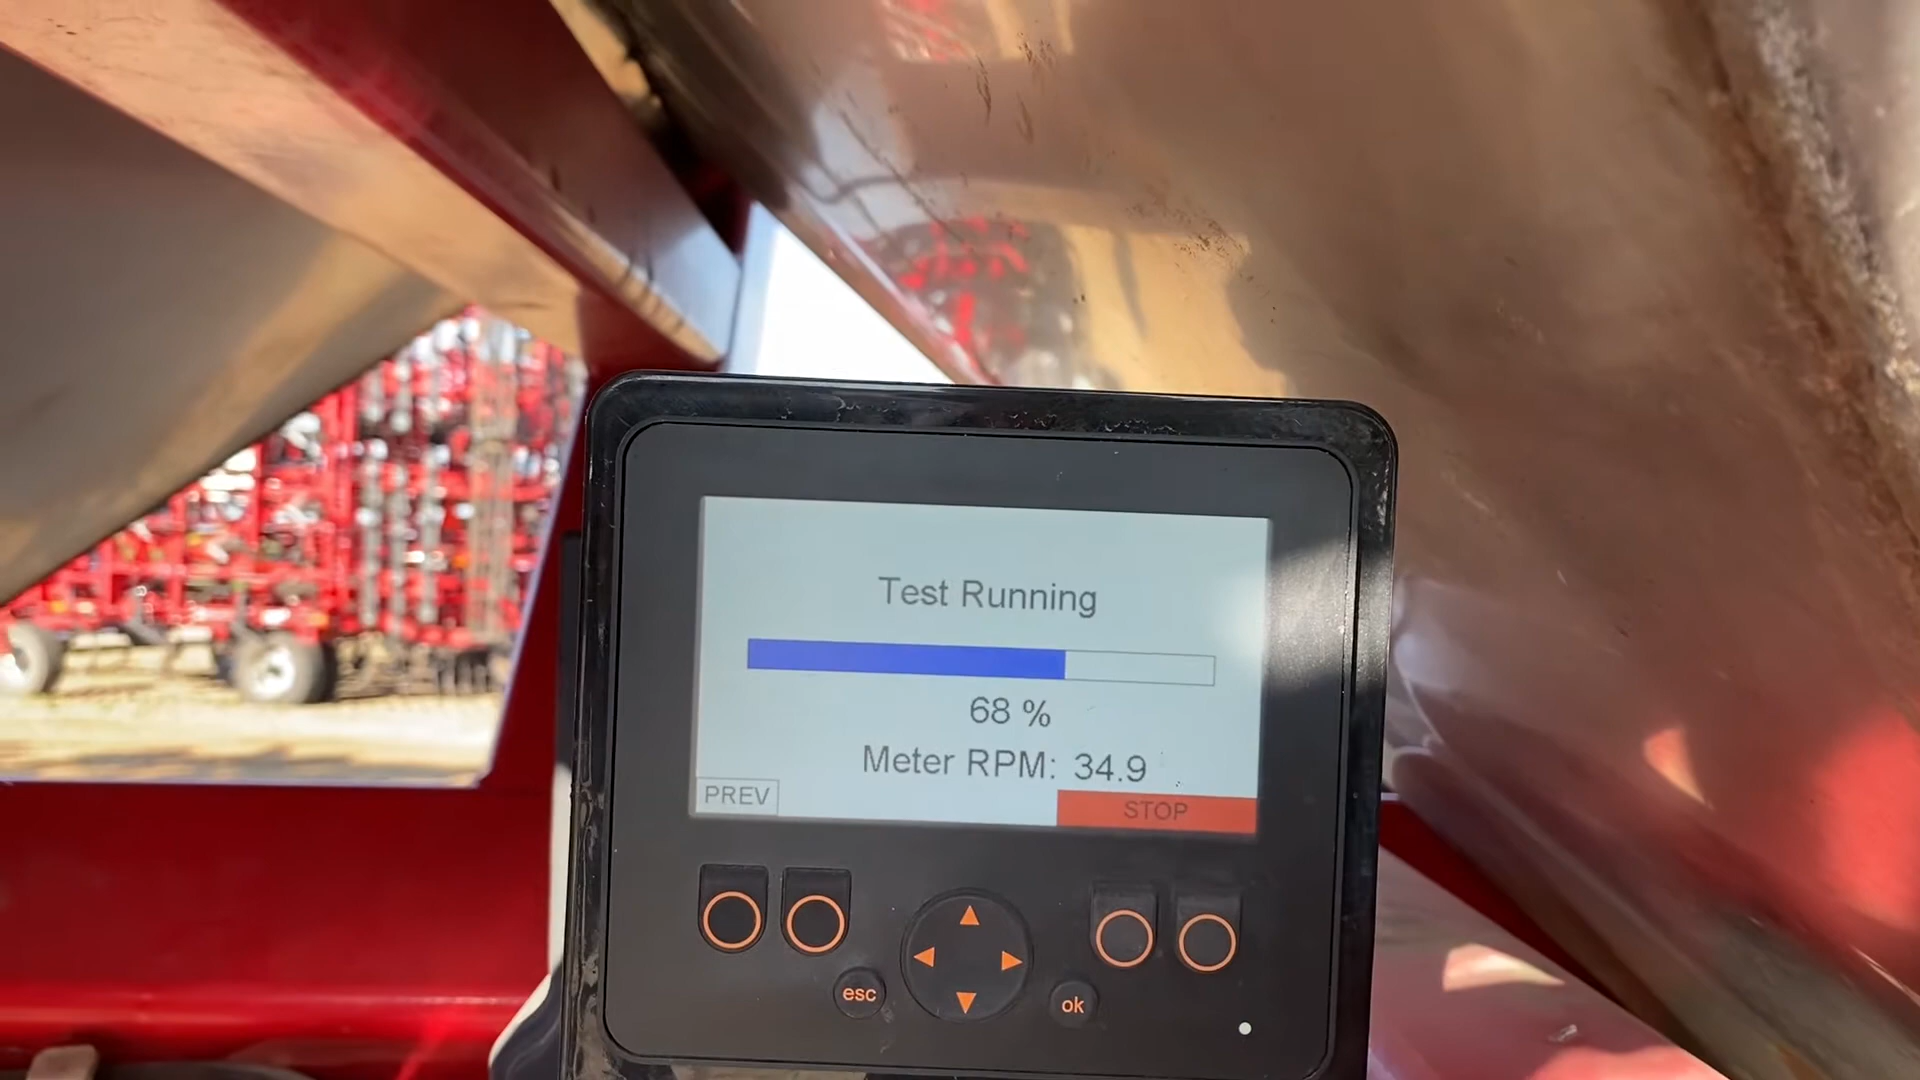 Test Running
68 %
Meter RPM: 34.9
PREV
STOP
esc
ok